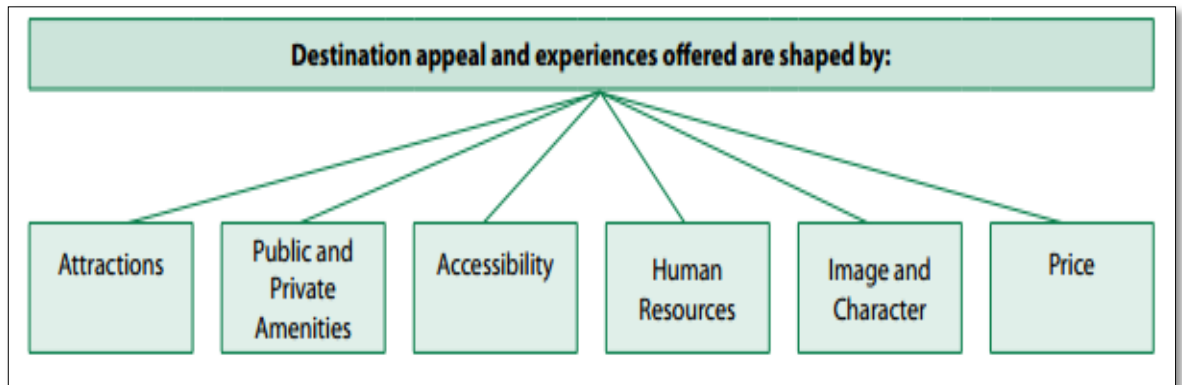 Destination appeal and experiences offered are shaped by:
Attractions
Public and
Private
Amenities
Accessibility
Human
Resources
Image and
Character
Price